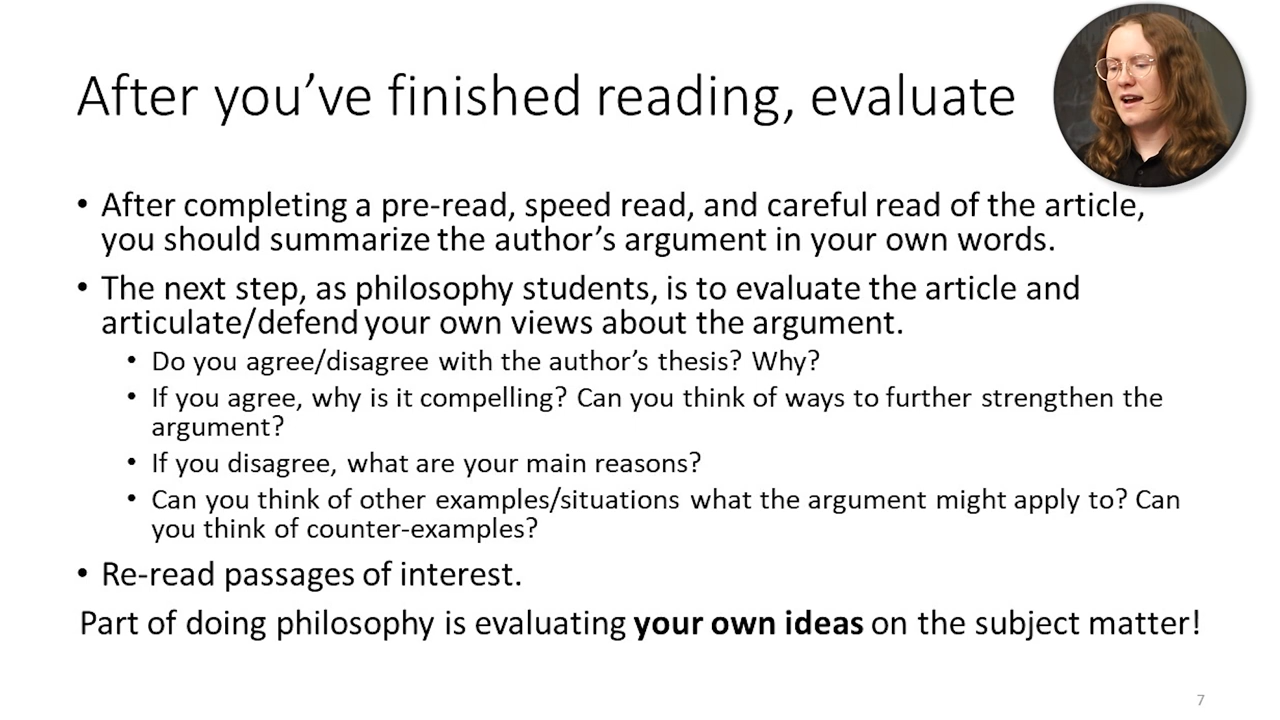 After you’ve finished reading, evaluate
• After completing a pre-read, speed read, and careful read of the article,
you should summarize the author’s argument in your own words.
• The next step, as philosophy students, is to evaluate the article and
articulate/defend your own views about the argument.
• Do you agree/disagree with the author’s thesis? Why?
• If you agree, why is it compelling? Can you think of ways to further strengthen the
argument?
• If you disagree, what are your main reasons?
• Can you think of other examples/situations what the argument might apply to? Can
you think of counter-examples?
• Re-read passages of interest.
Part of doing philosophy is evaluating your own ideas on the subject matter!
7